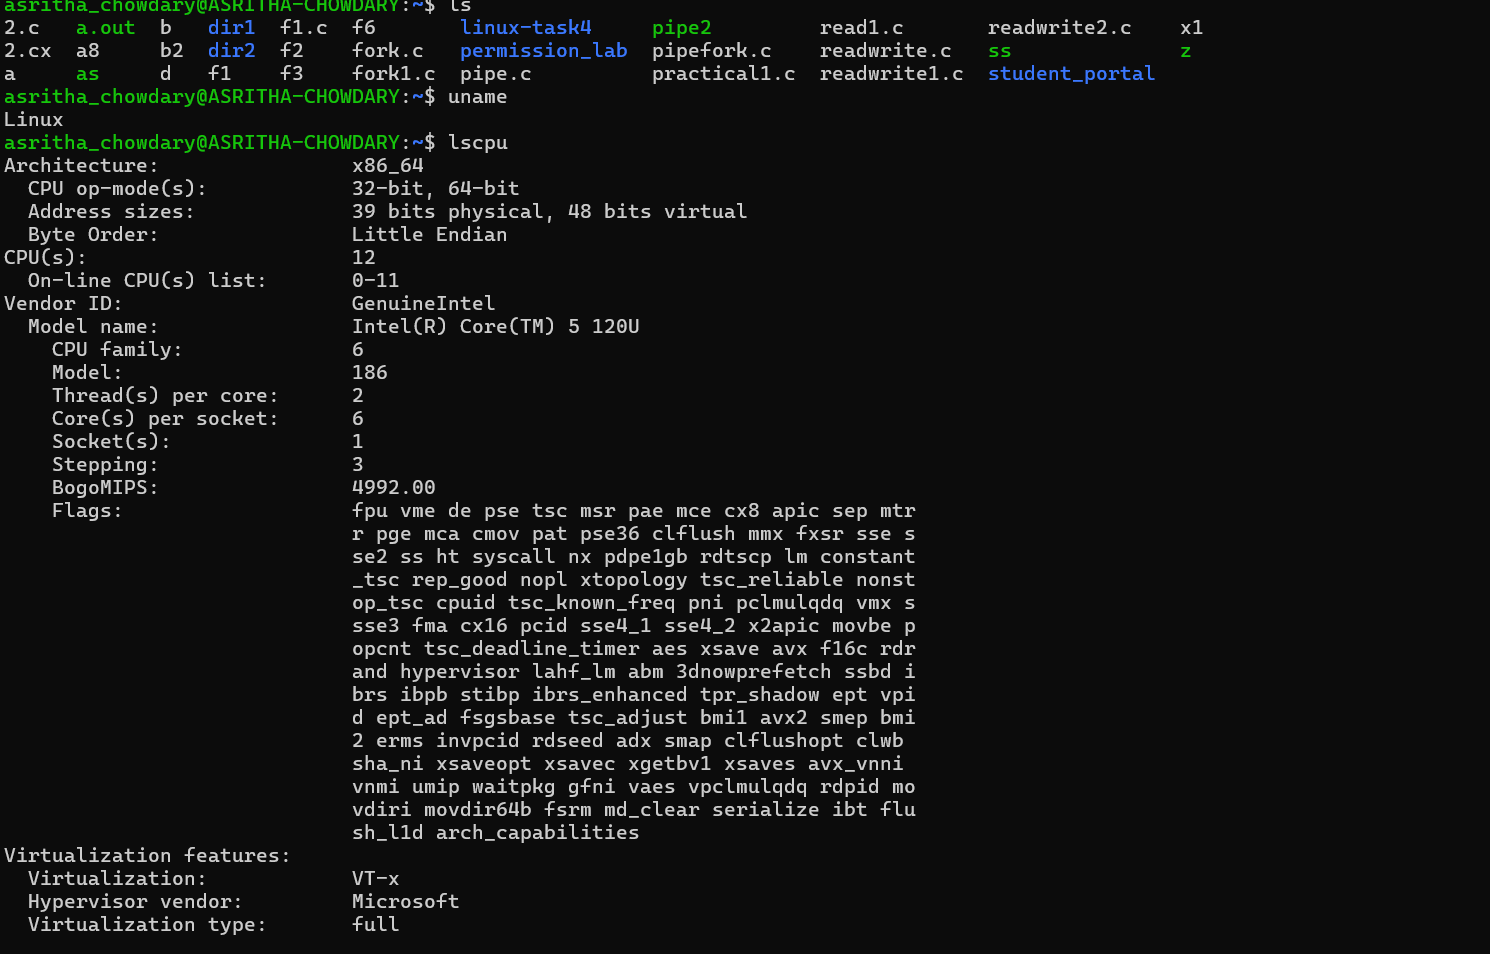 asritha_chowdary@ASRITHA-CHOWDARY:~$ ls
2.c   a.out  b   dir1  f1.c  f6      linux-task4     pipe2         read1.c       readwrite2.c    x1
2.cx  a8     b2  dir2  f2    fork.c   permission_lab  pipefork.c    readwrite.c   ss              z
a     as     d   f1    f3    fork1.c  pipe.c          practical1.c  readwrite1.c  student_portal
asritha_chowdary@ASRITHA-CHOWDARY:~$ uname
Linux
asritha_chowdary@ASRITHA-CHOWDARY:~$ lscpu
Architecture:                x86_64
  CPU op-mode(s):            32-bit, 64-bit
  Address sizes:             39 bits physical, 48 bits virtual
  Byte Order:                Little Endian
CPU(s):                      12
  On-line CPU(s) list:       0-11
Vendor ID:                   GenuineIntel
  Model name:                Intel(R) Core(TM) 5 120U
    CPU family:              6
    Model:                   186
    Thread(s) per core:      2
    Core(s) per socket:      6
    Socket(s):               1
    Stepping:                3
    BogoMIPS:                4992.00
    Flags:                   fpu vme de pse tsc msr pae mce cx8 apic sep mtr
                             r pge mca cmov pat pse36 clflush mmx fxsr sse s
                             se2 ss ht syscall nx pdpe1gb rdtscp lm constant
                             _tsc rep_good nopl xtopology tsc_reliable nonst
                             op_tsc cpuid tsc_known_freq pni pclmulqdq vmx s
                             sse3 fma cx16 pcid sse4_1 sse4_2 x2apic movbe p
                             opcnt tsc_deadline_timer aes xsave avx f16c rdr
                             and hypervisor lahf_lm abm 3dnowprefetch ssbd i
                             brs ibpb stibp ibrs_enhanced tpr_shadow ept vpi
                             d ept_ad fsgsbase tsc_adjust bmi1 avx2 smep bmi
                             2 erms invpcid rdseed adx smap clflushopt clwb
                             sha_ni xsaveopt xsavec xgetbv1 xsaves avx_vnni
                             vnmi umip waitpkg gfni vaes vpclmulqdq rdpid mo
                             vdiri movdir64b fsrm md_clear serialize ibt flu
                             sh_l1d arch_capabilities
Virtualization features:
  Virtualization:            VT-x
  Hypervisor vendor:         Microsoft
  Virtualization type:       full